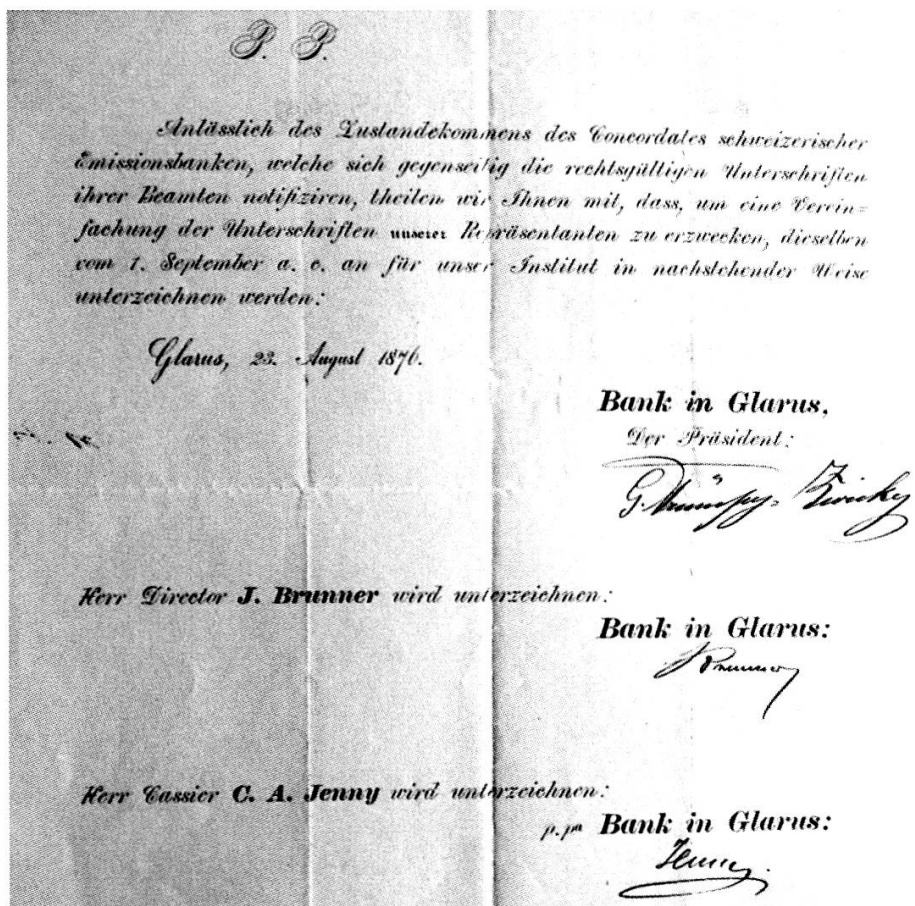 P. P.
Anlässlich des Zustandekommens des Concordates schweizerischer
Emissionsbanken, welche sich gegenseitig die rechtsgültigen Unterschriften
ihrer Beamten notifiziren, theilen wir Ihnen mit, dass, um eine Verein-
fachung der Unterschriften unserer Repräsentanten zu erzwecken, dieselben
vom 1. September a. c. an für unser Institut in nachstehender Weise
unterzeichnen werden:
Glarus, 23. August 1876.
Bank in Glarus,
Der Präsident:
Zwicky
Herr Director J. Brunner wird unterzeichnen:
Bank in Glarus:
Brunner
Herr Cassier C. A. Jenny wird unterzeichnen:
p. pa Bank in Glarus:
Jenny.